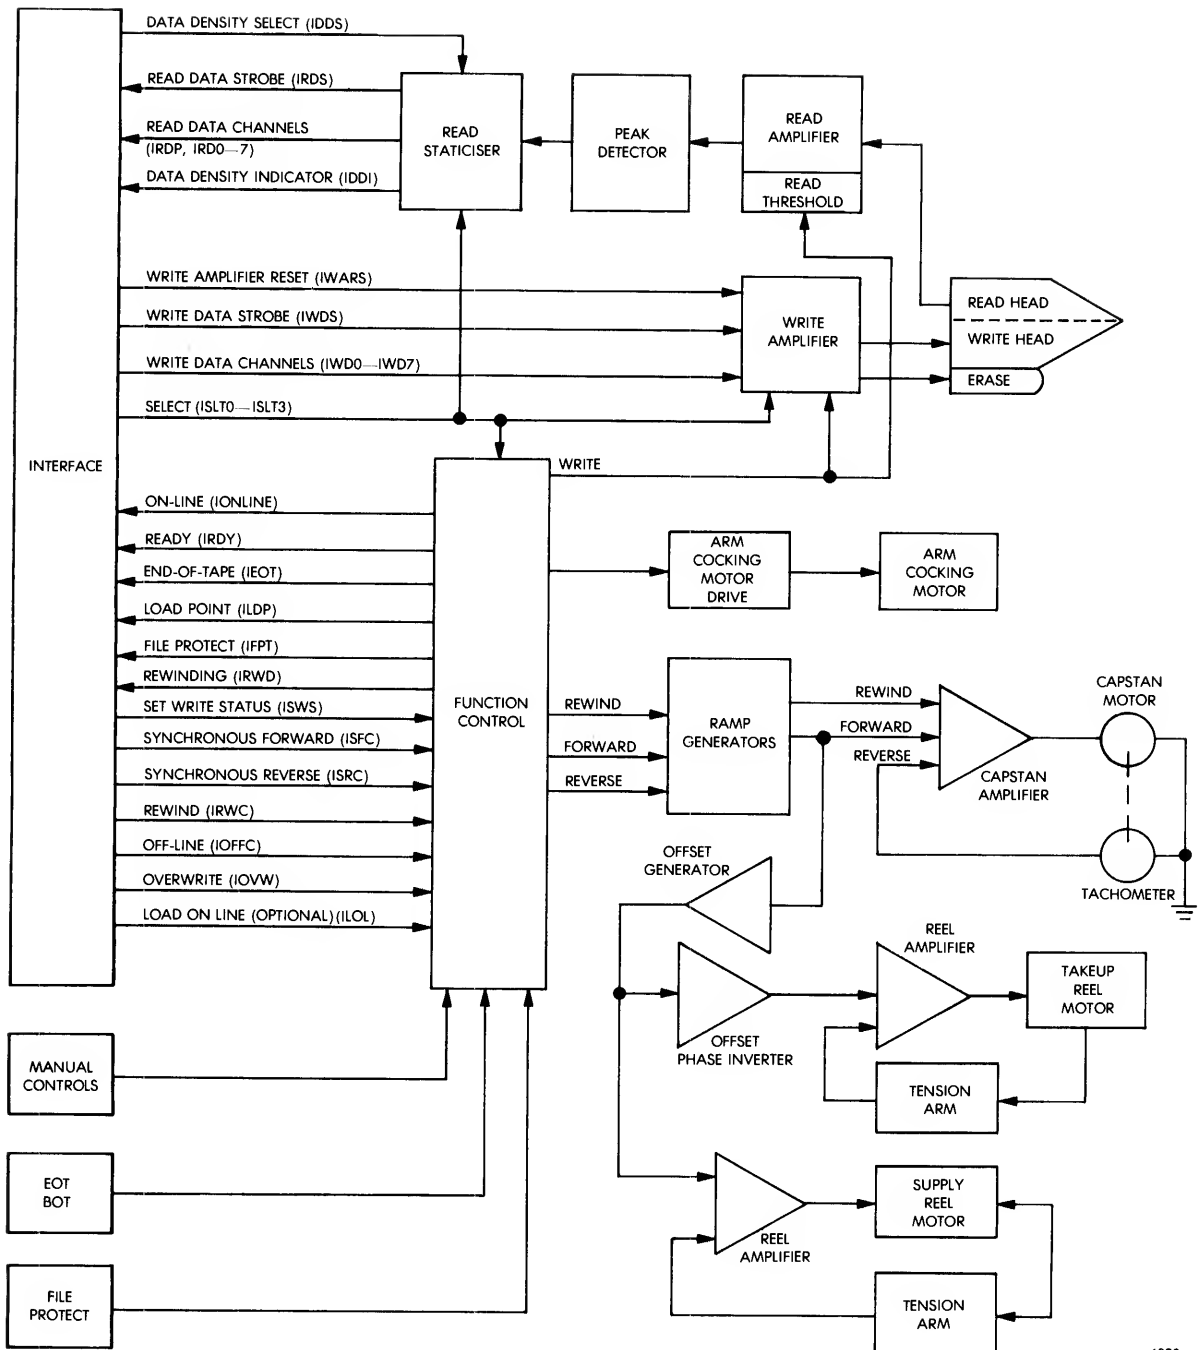 DATA DENSITY SELECT (IDDS)
READ DATA STROBE (IRDS)
READ DATA CHANNELS
(IRDP, IRD0—7)
DATA DENSITY INDICATOR (IDDI)
READ
STATICISER
PEAK
DETECTOR
READ
AMPLIFIER
READ
THRESHOLD
WRITE AMPLIFIER RESET (IWARS)
WRITE DATA STROBE (IWDS)
WRITE DATA CHANNELS (IWD0—IWD7)
SELECT (ISLT0—ISLT3)
WRITE
AMPLIFIER
READ HEAD
WRITE HEAD
ERASE
INTERFACE
WRITE
ON-LINE (IONLINE)
READY (IRDY)
END-OF-TAPE (IEOT)
LOAD POINT (ILDP)
FILE PROTECT (IFPT)
REWINDING (IRWD)
SET WRITE STATUS (ISWS)
SYNCHRONOUS FORWARD (ISFC)
SYNCHRONOUS REVERSE (ISRC)
REWIND (IRWC)
OFF-LINE (IOFFC)
OVERWRITE (IOVW)
LOAD ON LINE (OPTIONAL)(ILOL)
FUNCTION
CONTROL
ARM
COCKING
MOTOR
DRIVE
ARM
COCKING
MOTOR
REWIND
FORWARD
REVERSE
RAMP
GENERATORS
REWIND
FORWARD
REVERSE
CAPSTAN
AMPLIFIER
CAPSTAN
MOTOR
TACHOMETER
OFFSET
GENERATOR
OFFSET
PHASE INVERTER
REEL
AMPLIFIER
TAKEUP
REEL
MOTOR
TENSION
ARM
MANUAL
CONTROLS
EOT
BOT
FILE
PROTECT
REEL
AMPLIFIER
SUPPLY
REEL
MOTOR
TENSION
ARM